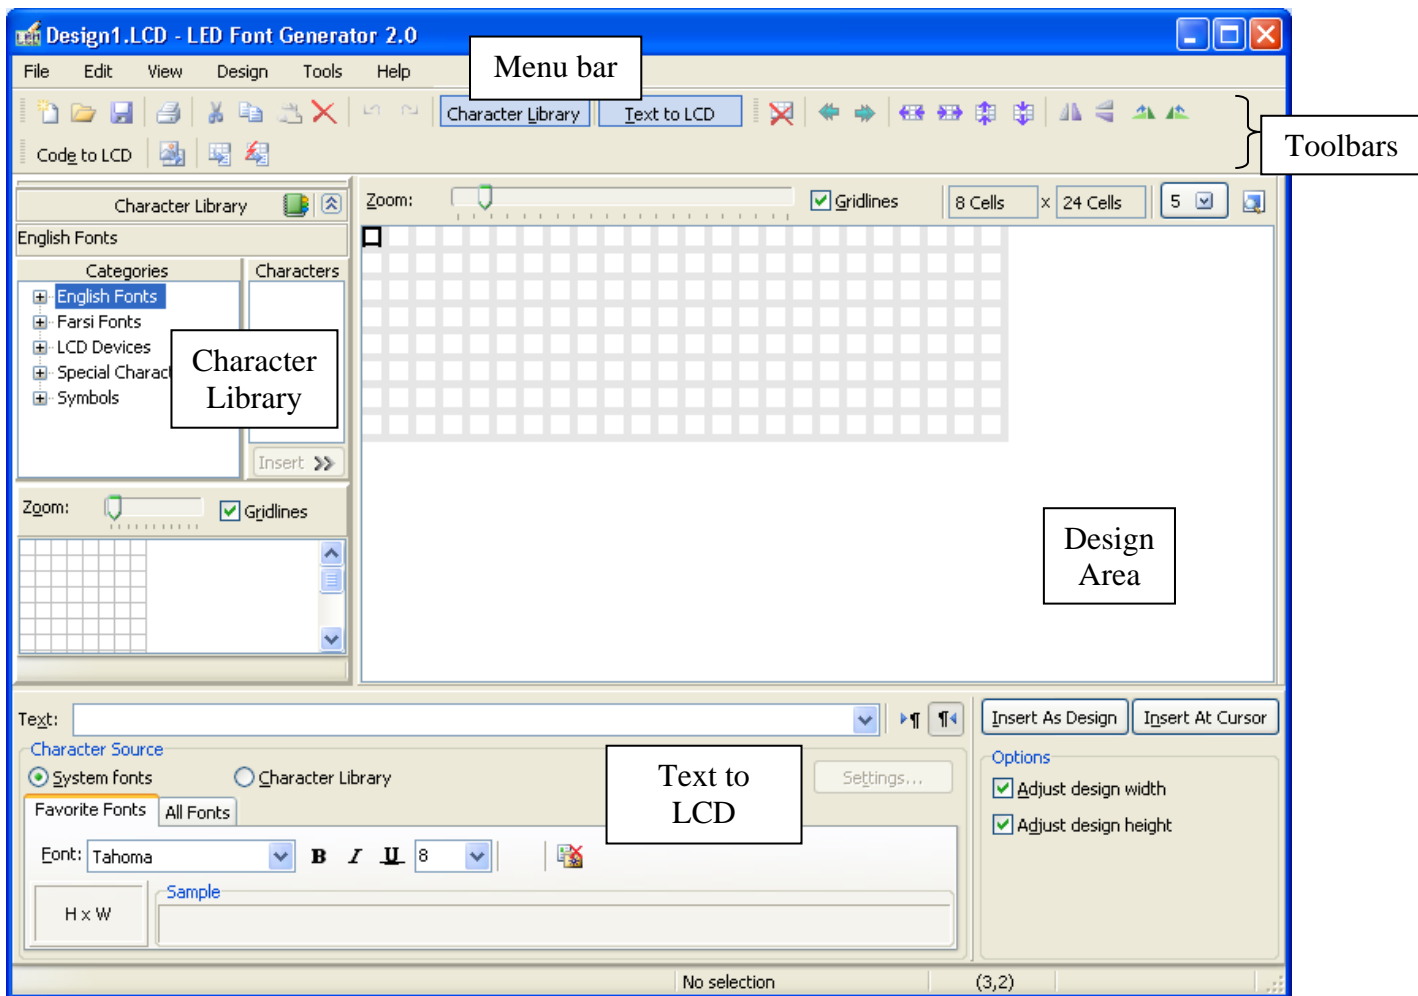 Design1.LCD - LED Font Generator 2.0
File Edit View Design Tools Help
Menu bar
Character Library Text to LCD
Toolbars
Code to LCD
Character Library
Zoom: Gridlines 8 Cells x 24 Cells 5
English Fonts
Categories Characters
English Fonts
Farsi Fonts
LCD Devices
Special Charac
Symbols
Character
Library
Insert
Zoom: Gridlines
Design
Area
Text: Insert As Design Insert At Cursor
Character Source
System fonts Character Library Settings...
Text to
LCD
Options
Adjust design width
Adjust design height
Favorite Fonts All Fonts
Font: Tahoma B I U 8
Sample
H x W
No selection (3,2)